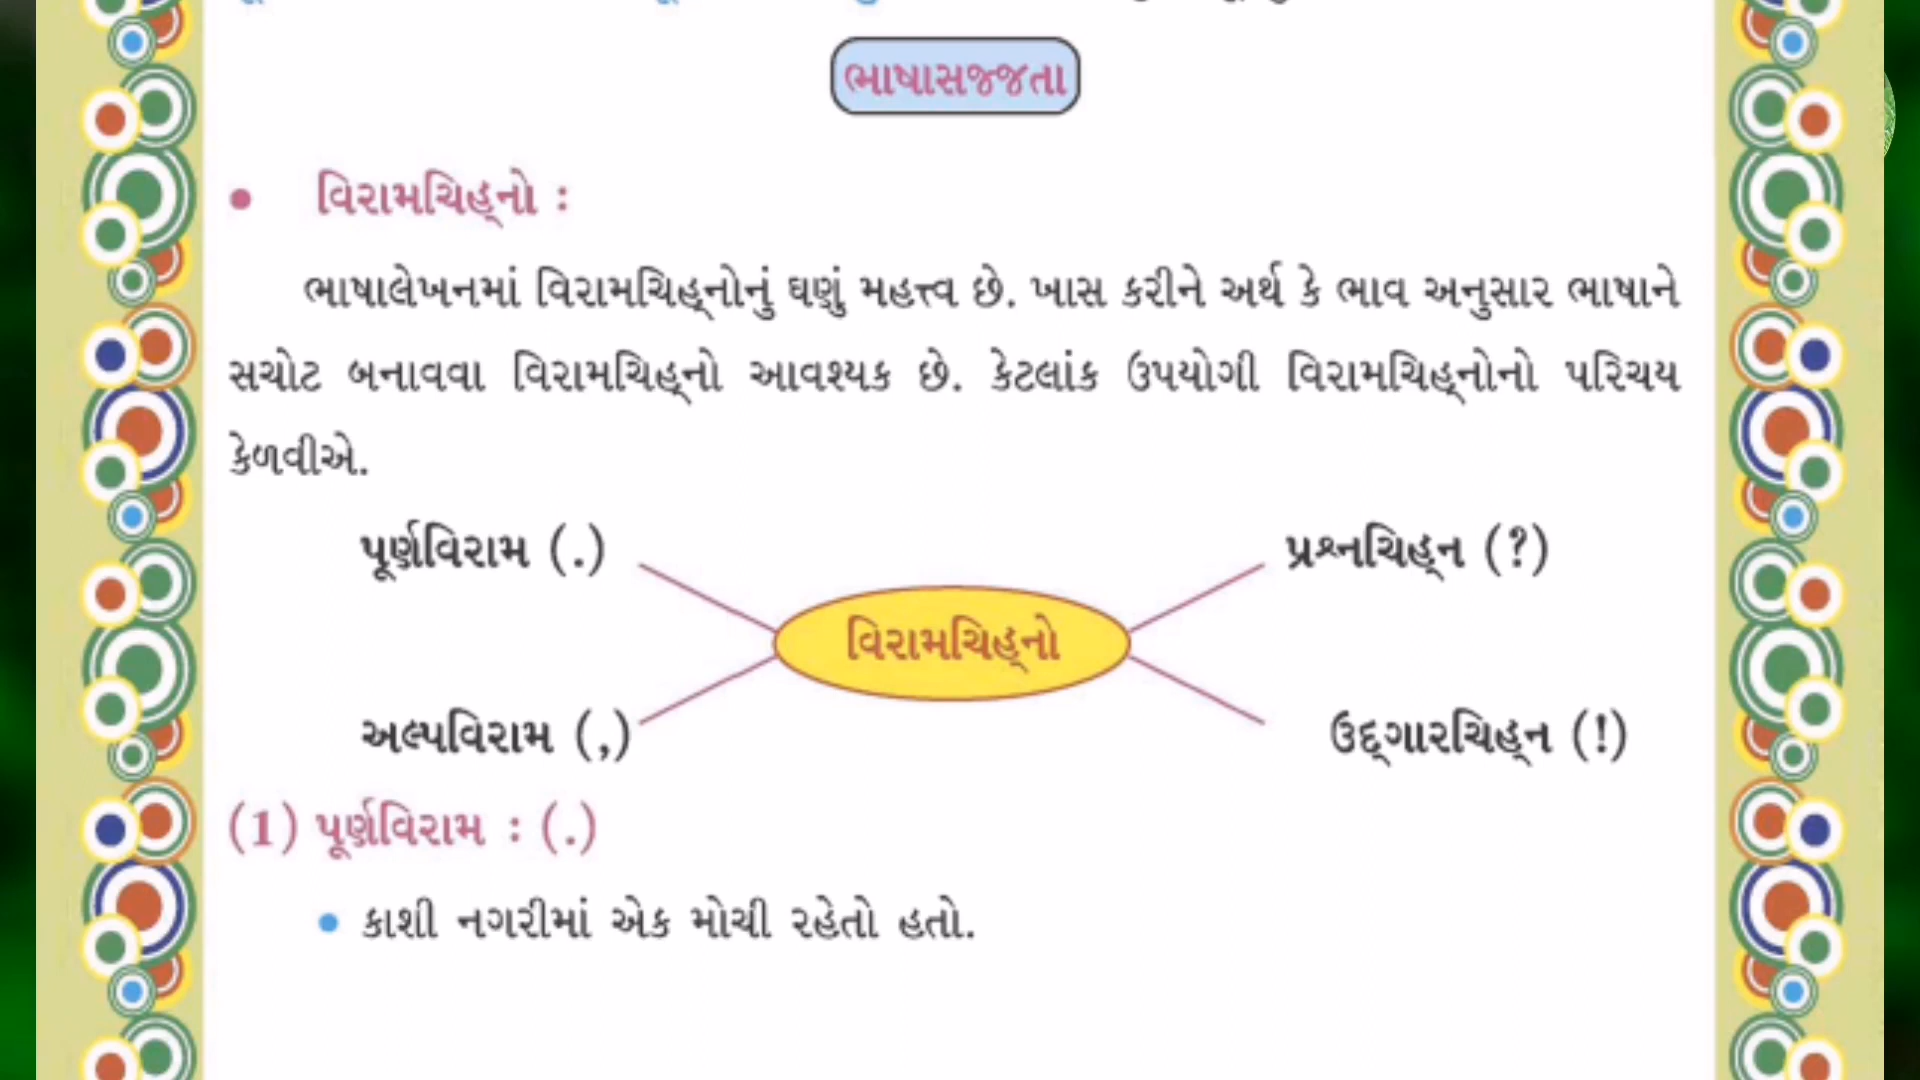 ભાષાસજ્જતા
• વિરામચિહ્નો :
ભાષાલેખનમાં વિરામચિહ્નોનું ઘણું મહત્ત્વ છે. ખાસ કરીને અર્થ કે ભાવ અનુસાર ભાષાને
સચોટ બનાવવા વિરામચિહ્નો આવશ્યક છે. કેટલાંક ઉપયોગી વિરામચિહ્નોનો પરિચય
કેળવીએ.
પૂર્ણવિરામ (.)
પ્રશ્નચિહ્ન (?)
વિરામચિહ્નો
અલ્પવિરામ (,)
ઉદ્‌ગારચિહ્ન (!)
(1) પૂર્ણવિરામ : (.)
• કાશી નગરીમાં એક મોચી રહેતો હતો.